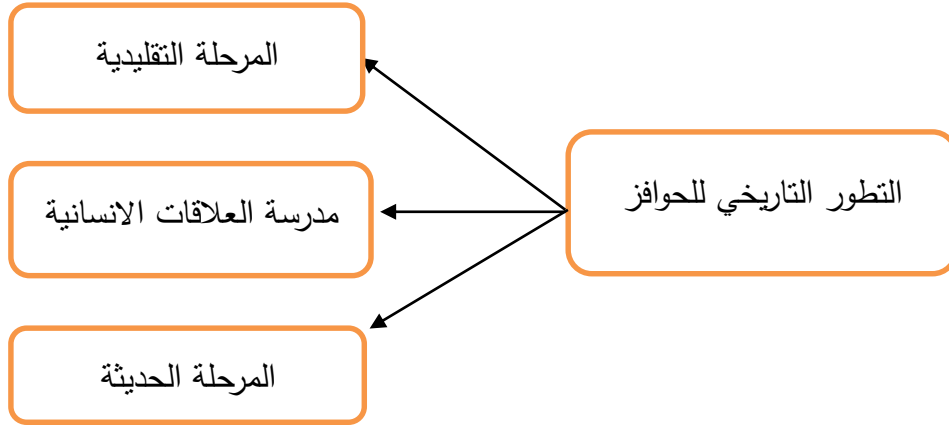 التطور التاريخي للحوافز
المرحلة التقليدية
مدرسة العلاقات الانسانية
المرحلة الحديثة